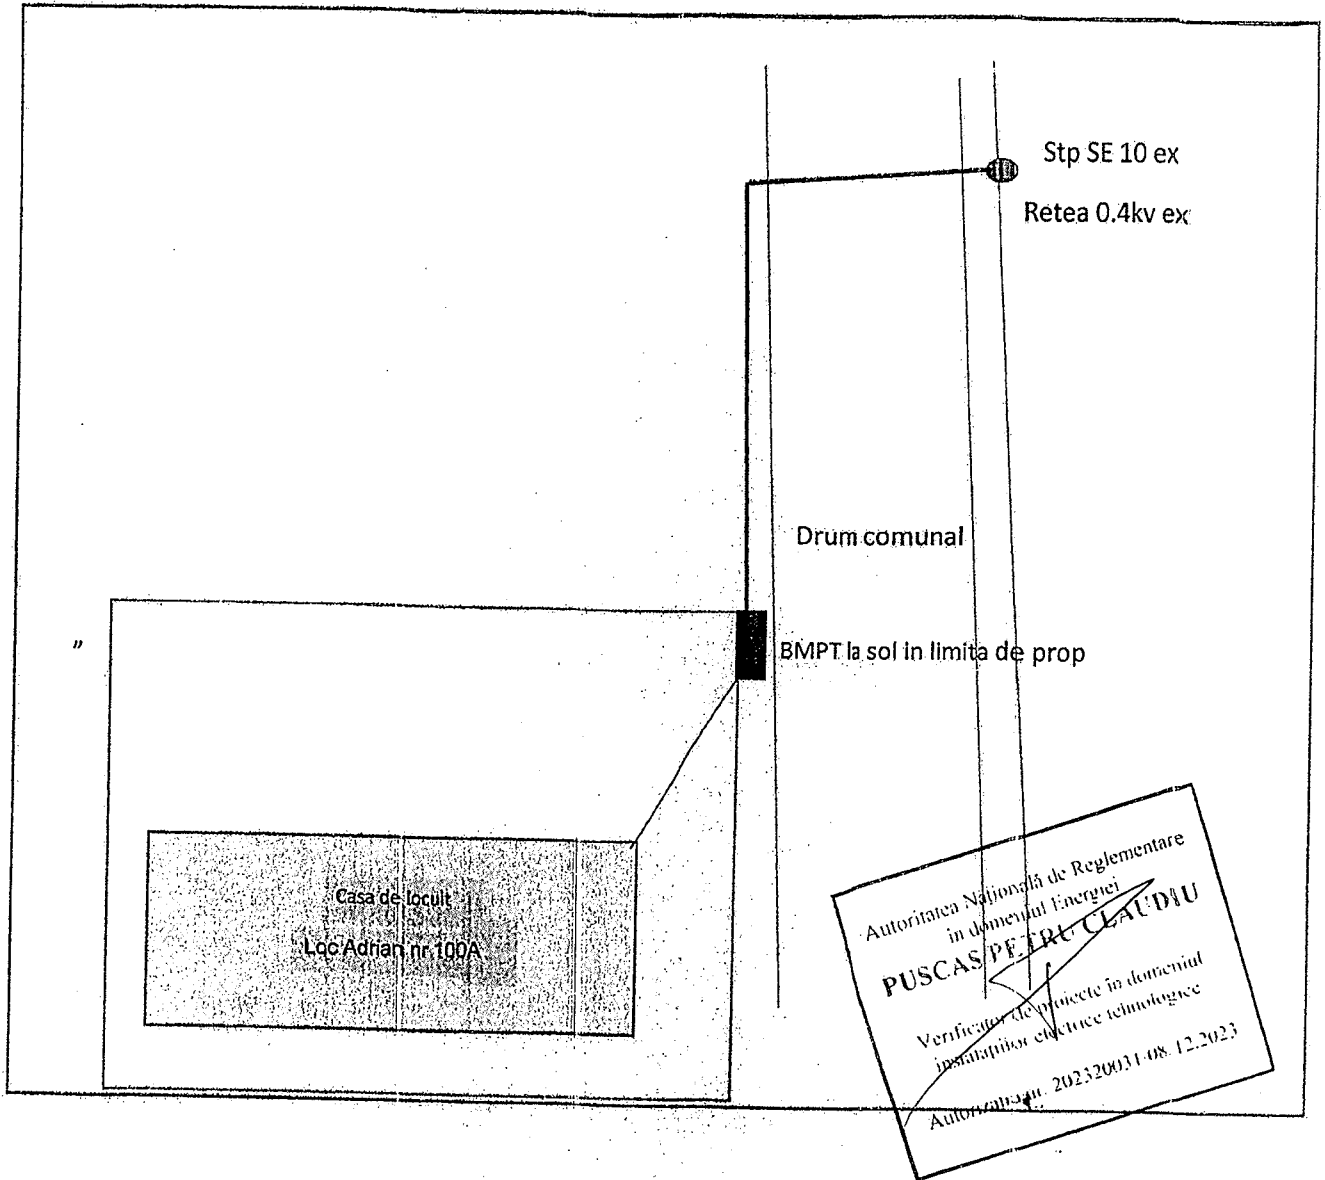 Stp SE 10 ex
Retea 0.4kv ex
Drum comunal
"
BMPT la sol in limita de prop
Casa de locuit
Loc Adrian nr 100A
Autoritatea Națională de Reglementare
în domeniul Energiei
PUSCAS PETRU CLAUDIU
Verificator de proiecte în domeniul
instalațiilor electrice tehnologice
Autorizația nr. 202320031/08.12.2023